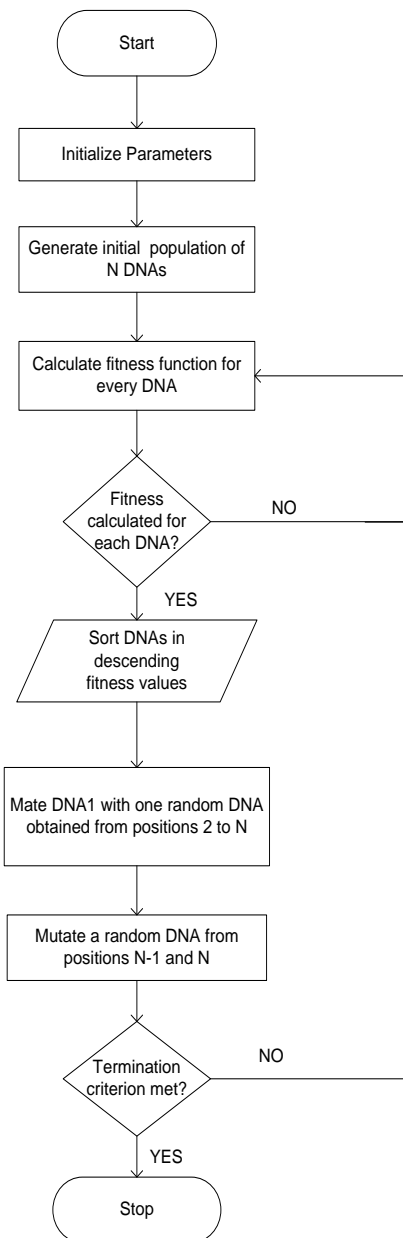 Start
Initialize Parameters
Generate initial population of
N DNAs
Calculate fitness function for
every DNA
Fitness
calculated for
each DNA?
NO
YES
Sort DNAs in
descending
fitness values
Mate DNA1 with one random DNA
obtained from positions 2 to N
Mutate a random DNA from
positions N-1 and N
Termination
criterion met?
NO
YES
Stop